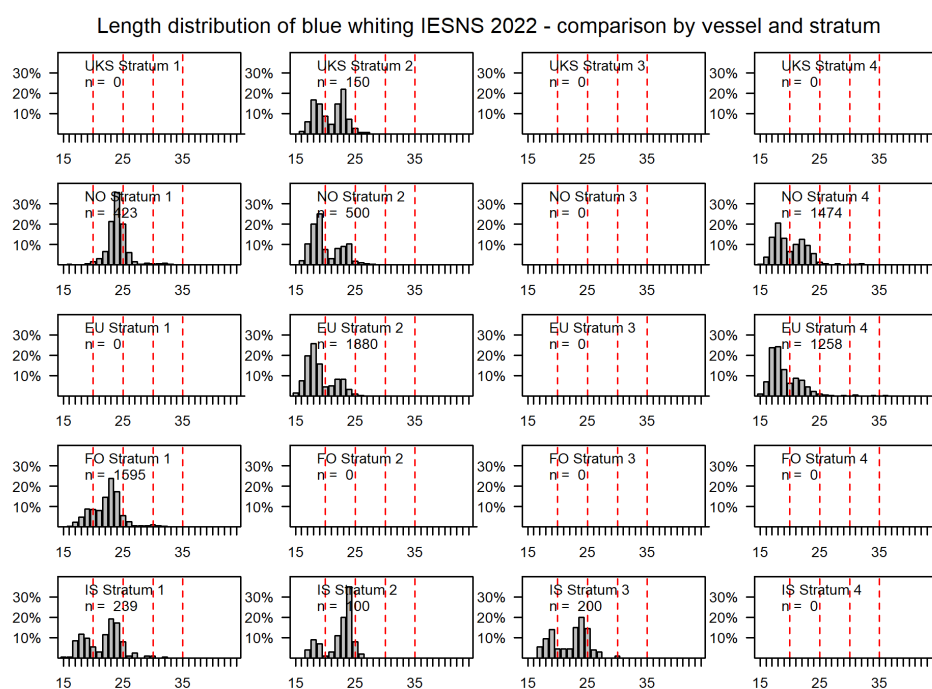 Length distribution of blue whiting IESNS 2022 - comparison by vessel and stratum
30%
20%
10%
UKS Stratum 1
n = 0
15 25 35
30%
20%
10%
UKS Stratum 2
n = 150
15 25 35
UKS Stratum 3
n = 0
15 25 35
UKS Stratum 4
n = 0
15 25 35
30%
20%
10%
NO Stratum 1
n = 423
15 25 35
30%
20%
10%
NO Stratum 2
n = 500
15 25 35
30%
20%
10%
NO Stratum 3
n = 0
15 25 35
30%
20%
10%
NO Stratum 4
n = 1474
15 25 35
30%
20%
10%
EU Stratum 1
n = 0
15 25 35
30%
20%
10%
EU Stratum 2
n = 1880
15 25 35
30%
20%
10%
EU Stratum 3
n = 0
15 25 35
30%
20%
10%
EU Stratum 4
n = 1258
15 25 35
30%
20%
10%
FO Stratum 1
n = 1595
15 25 35
30%
20%
10%
FO Stratum 2
n = 0
15 25 35
30%
20%
10%
FO Stratum 3
n = 0
15 25 35
30%
20%
10%
FO Stratum 4
n = 0
15 25 35
30%
20%
10%
IS Stratum 1
n = 239
15 25 35
30%
20%
10%
IS Stratum 2
n = 100
15 25 35
30%
20%
10%
IS Stratum 3
n = 200
15 25 35
30%
20%
10%
IS Stratum 4
n = 0
15 25 35